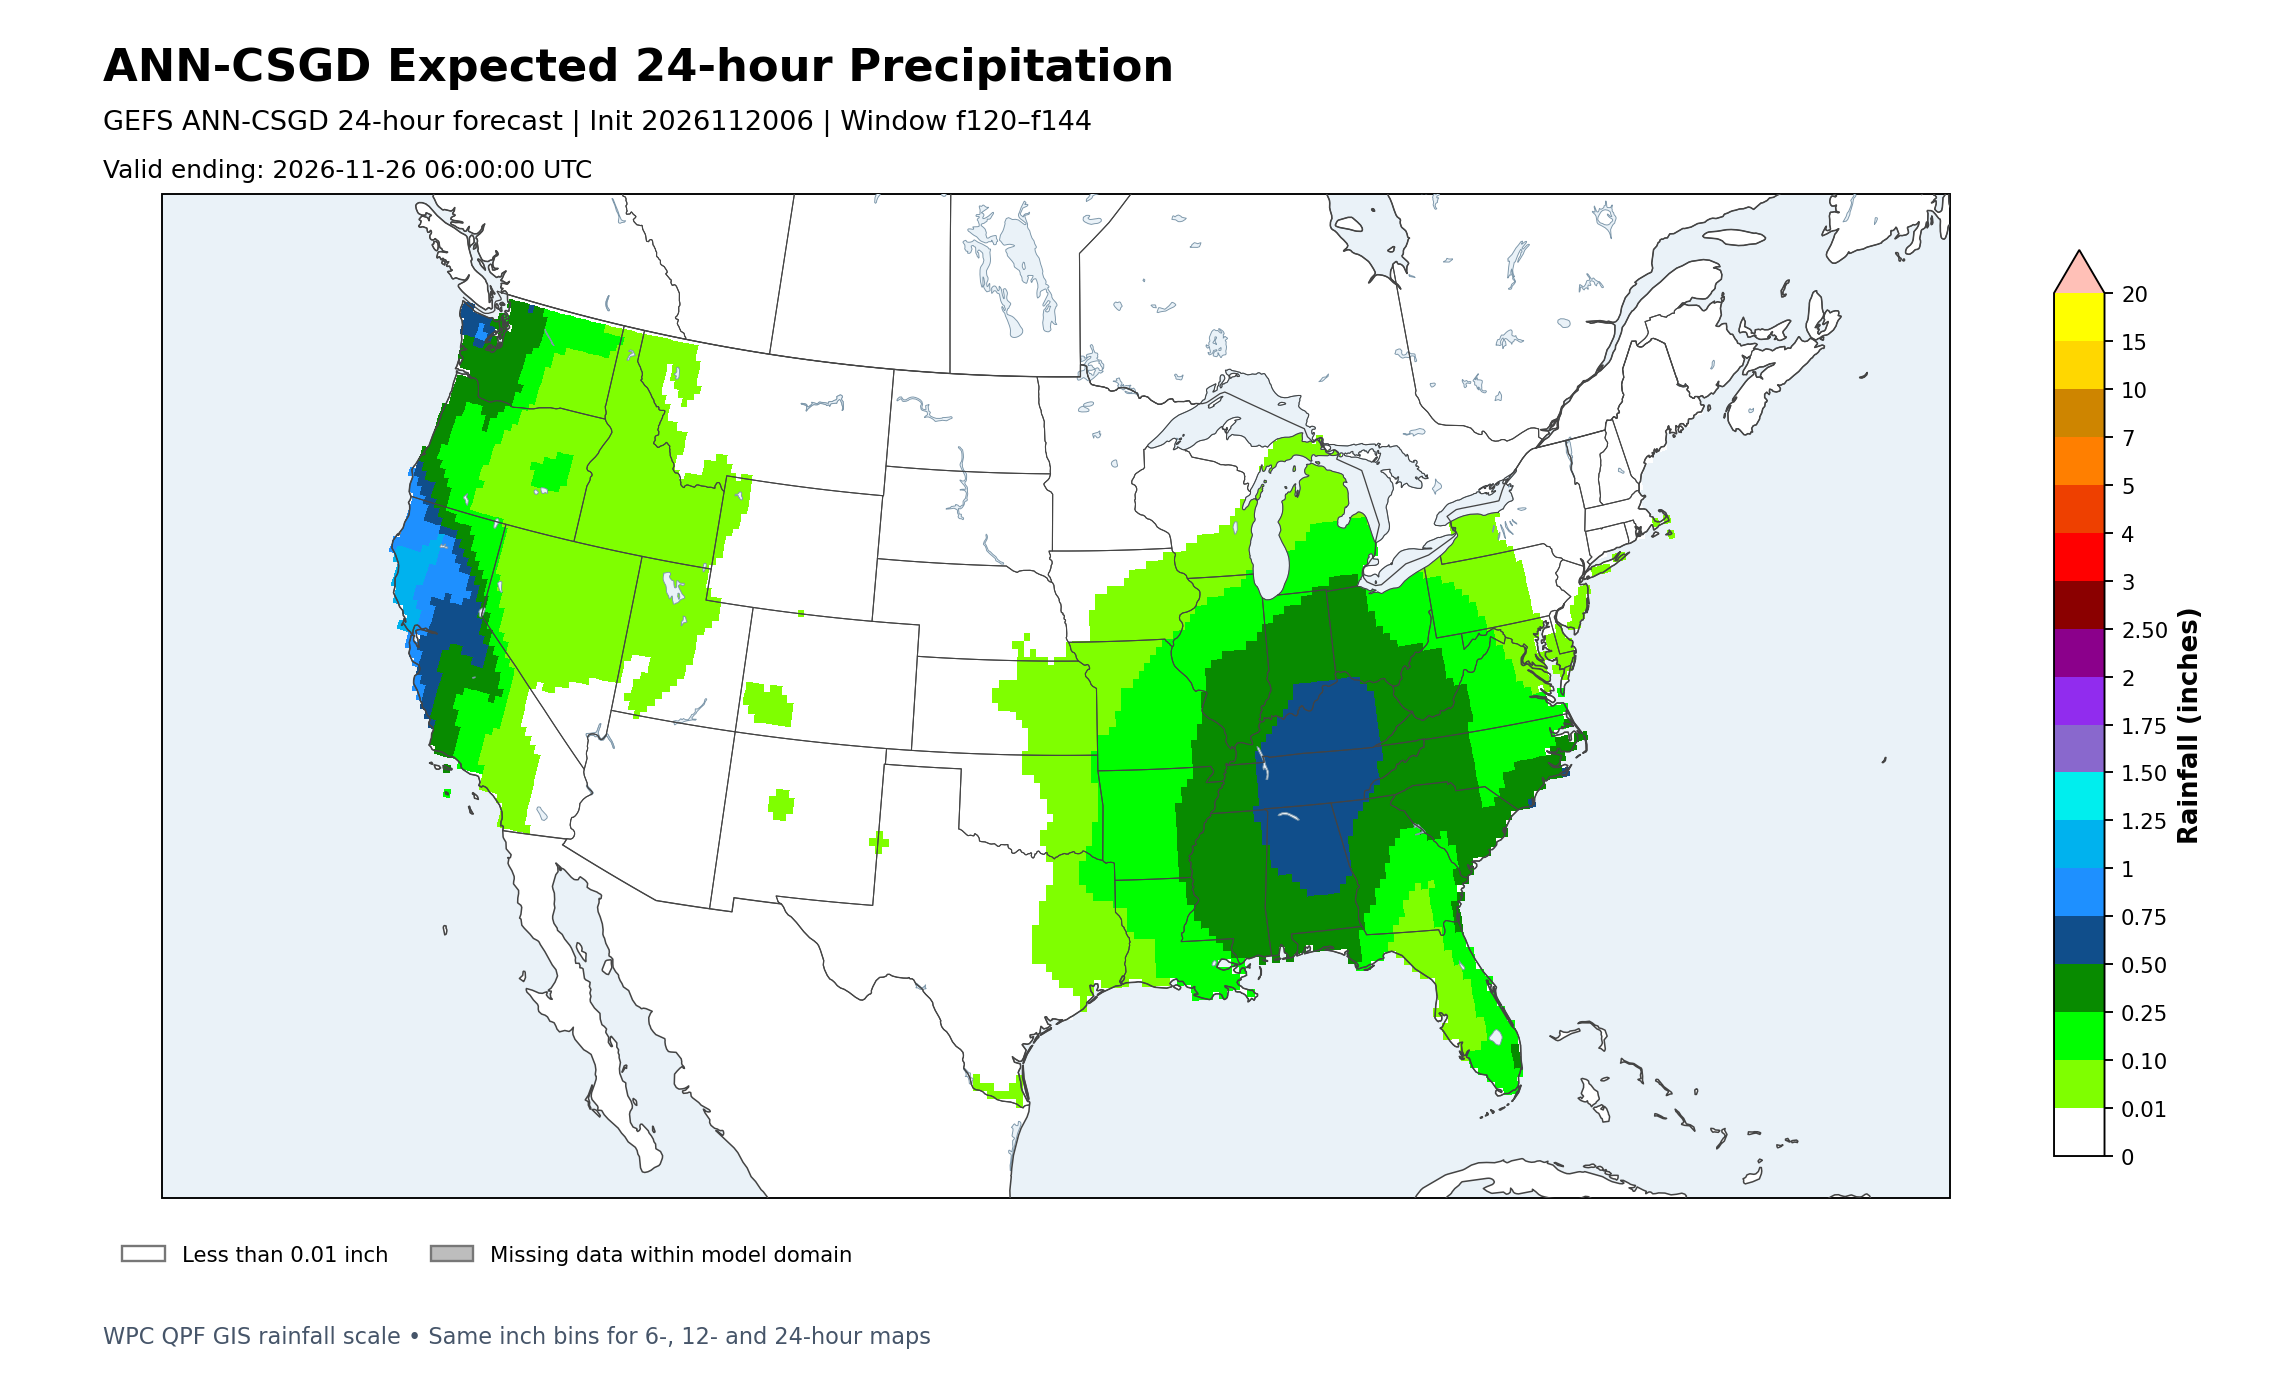 ANN-CSGD Expected 24-hour Precipitation
GEFS ANN-CSGD 24-hour forecast | Init 2026112006 | Window f120–f144
Valid ending: 2026-11-26 06:00:00 UTC
20
15
10
7
5
4
3
2.50
2
1.75
1.50
1.25
1
0.75
0.50
0.25
0.10
0.01
0
Rainfall (inches)
Less than 0.01 inch
Missing data within model domain
WPC QPF GIS rainfall scale • Same inch bins for 6-, 12- and 24-hour maps